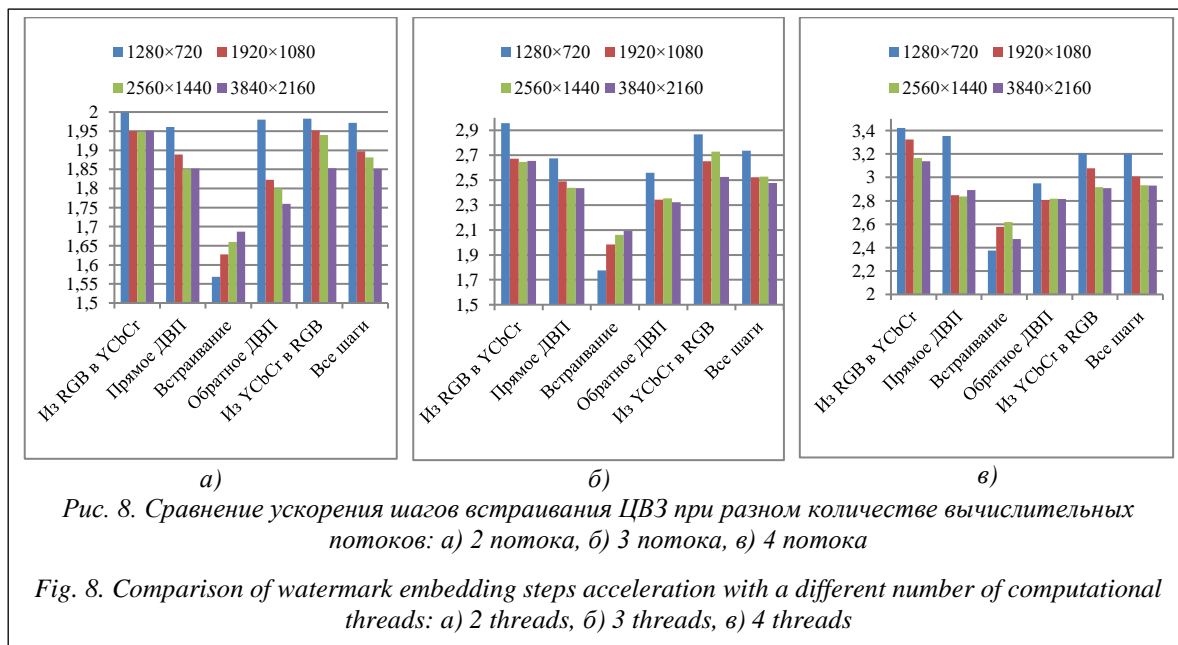 1280×720 1920×1080
2560×1440 3840×2160
2
1,95
1,9
1,85
1,8
1,75
1,7
1,65
1,6
1,55
1,5
Из RGB в YCbCr
Прямое ДВП
Встраивание
Обратное ДВП
Из YCbCr в RGB
Все шаги
1280×720 1920×1080
2560×1440 3840×2160
2,9
2,7
2,5
2,3
2,1
1,9
1,7
1,5
Из RGB в YCbCr
Прямое ДВП
Встраивание
Обратное ДВП
Из YCbCr в RGB
Все шаги
1280×720 1920×1080
2560×1440 3840×2160
3,4
3,2
3
2,8
2,6
2,4
2,2
2
Из RGB в YCbCr
Прямое ДВП
Встраивание
Обратное ДВП
Из YCbCr в RGB
Все шаги
а) б) в)
Рис. 8. Сравнение ускорения шагов встраивания ЦВЗ при разном количестве вычислительных
потоков: а) 2 потока, б) 3 потока, в) 4 потока
Fig. 8. Comparison of watermark embedding steps acceleration with a different number of computational
threads: а) 2 threads, б) 3 threads, в) 4 threads